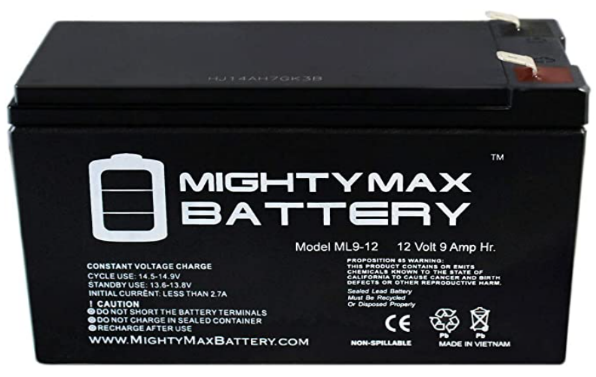 HJ14AH7GK3B
MIGHTYMAX ™
BATTERY
Model ML9-12 12 Volt 9 Amp Hr.
CONSTANT VOLTAGE CHARGE
CYCLE USE: 14.5-14.9V
STANDBY USE: 13.6-13.8V
INITIAL CURRENT: LESS THAN 2.7A
CAUTION
DO NOT SHORT THE BATTERY TERMINALS
DO NOT CHARGE IN SEALED CONTAINER
RECHARGE AFTER USE
WWW.MIGHTYMAXBATTERY.COM
PROPOSITION 65 WARNING:
THIS PRODUCT CONTAINS OR EMITS
CHEMICALS KNOWN TO THE STATE OF
CALIFORNIA TO CAUSE CANCER AND BIRTH
DEFECTS OR OTHER REPRODUCTIVE HARM.
Sealed Lead Battery
Must Be Recycled
Or Disposed Properly
CE
Pb Pb
NON-SPILLABLE MADE IN VIETNAM